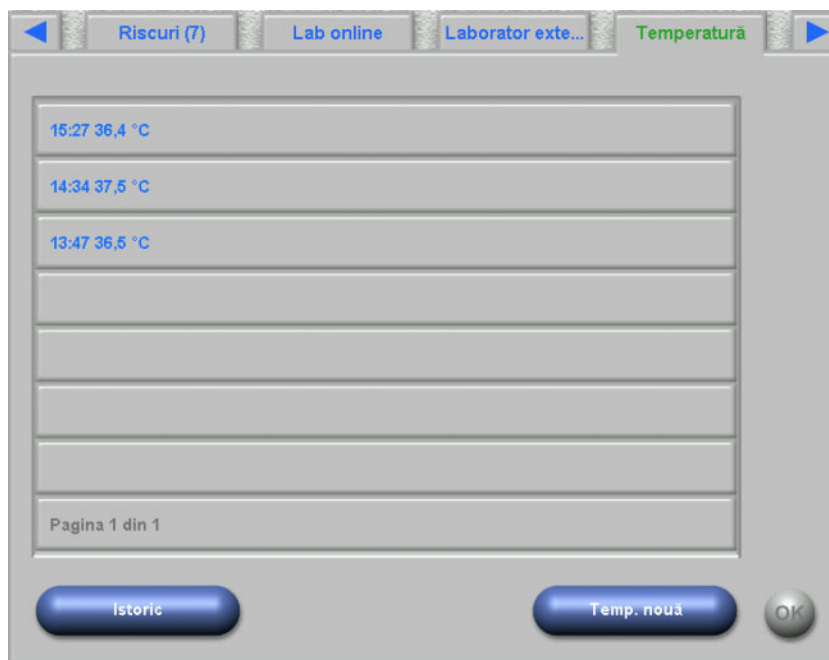 Riscuri (7) Lab online Laborator exte... Temperatură
15:27 36,4 °C
14:34 37,5 °C
13:47 36,5 °C
Pagina 1 din 1
Istoric Temp. nouă OK